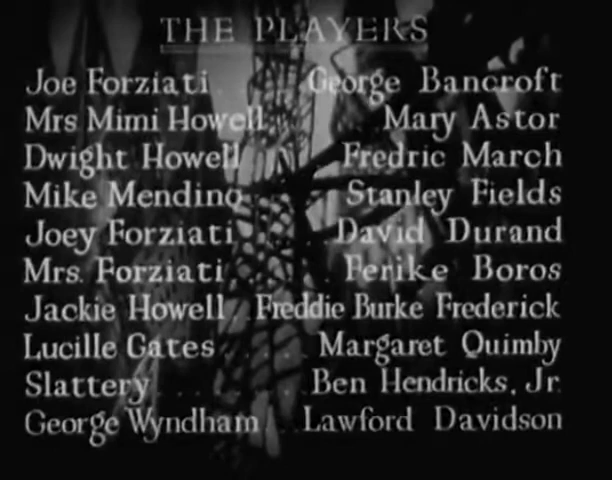 THE PLAYERS
Joe Forziati George Bancroft
Mrs Mimi Howell Mary Astor
Dwight Howell Fredric March
Mike Mendino Stanley Fields
Joey Forziati David Durand
Mrs. Forziati Ferike Boros
Jackie Howell Freddie Burke Frederick
Lucille Gates Margaret Quimby
Slattery .... Ben Hendricks, Jr.
George Wyndham Lawford Davidson